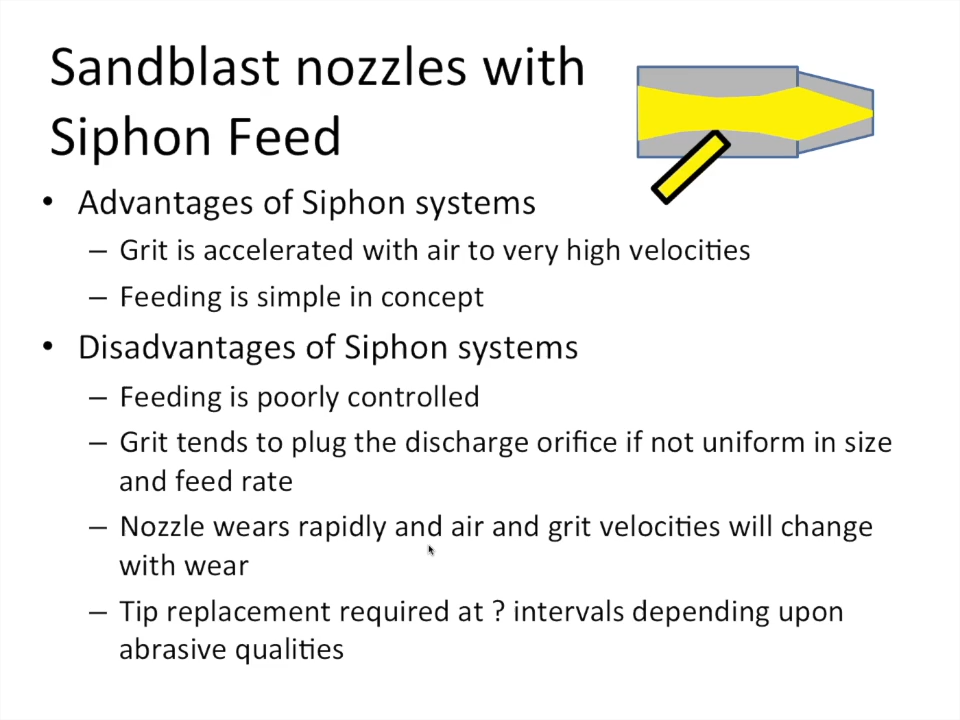 Sandblast nozzles with
Siphon Feed
• Advantages of Siphon systems
– Grit is accelerated with air to very high velocities
– Feeding is simple in concept
• Disadvantages of Siphon systems
– Feeding is poorly controlled
– Grit tends to plug the discharge orifice if not uniform in size
and feed rate
– Nozzle wears rapidly and air and grit velocities will change
with wear
– Tip replacement required at ? intervals depending upon
abrasive qualities